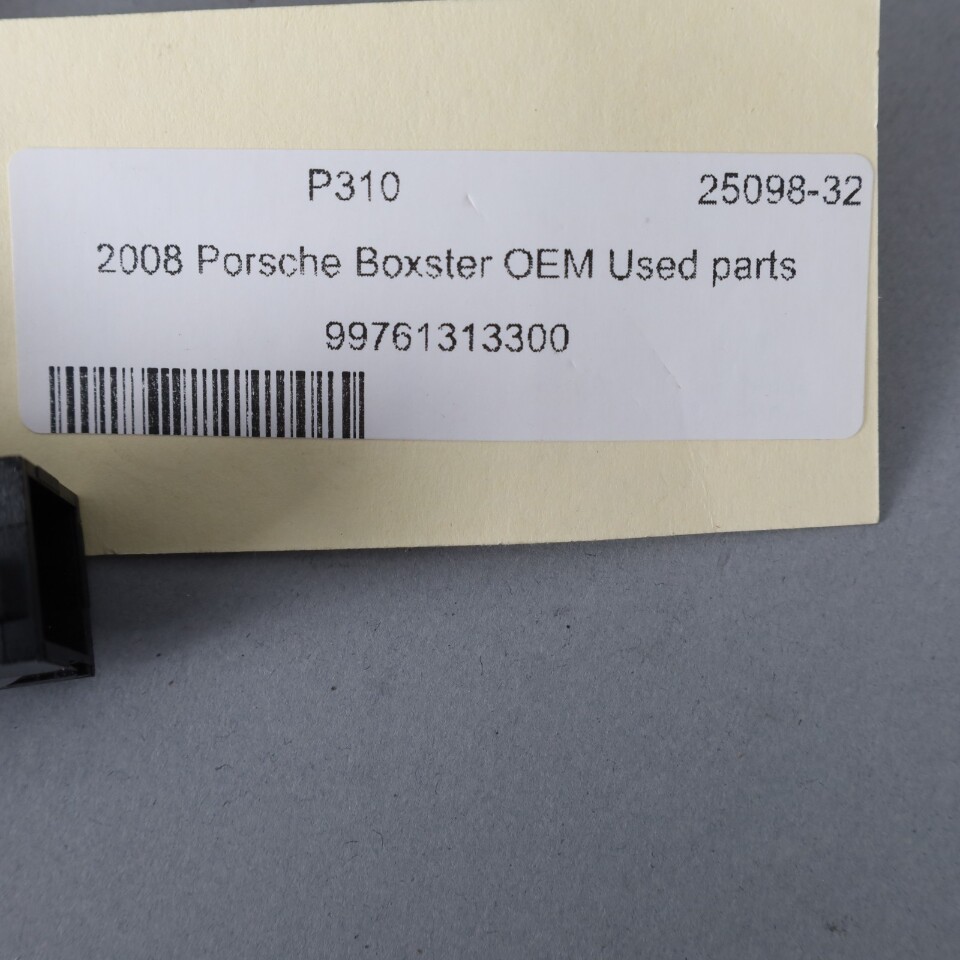 P310 25098-32
2008 Porsche Boxster OEM Used parts
99761313300